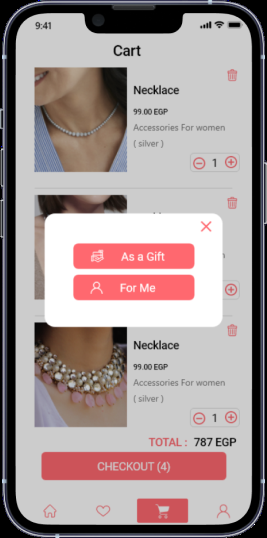 9:41
Cart
Necklace
99.00 EGP
Accessories For women
( silver )
1
As a Gift
For Me
Necklace
99.00 EGP
Accessories For women
( silver )
1
TOTAL : 787 EGP
CHECKOUT (4)